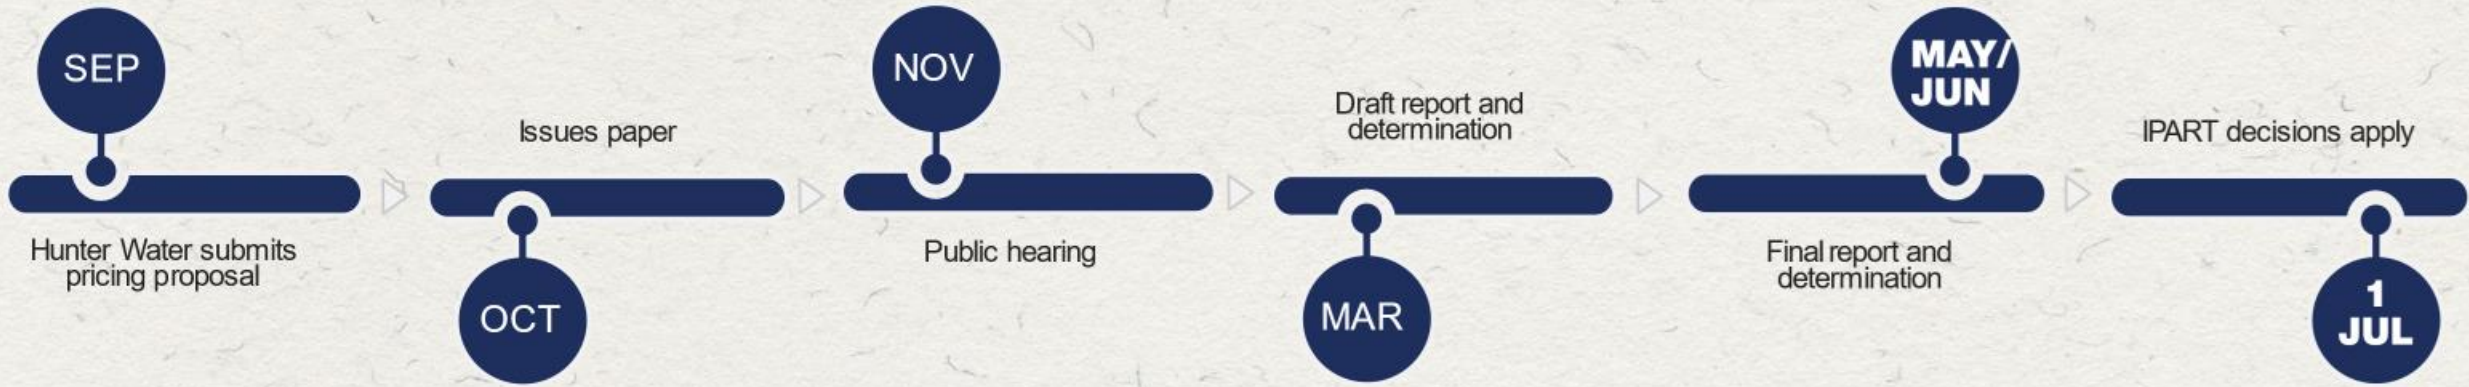 SEP
Hunter Water submits
pricing proposal
Issues paper
OCT
NOV
Public hearing
Draft report and
determination
MAR
MAY/
JUN
Final report and
determination
IPART decisions apply
1
JUL